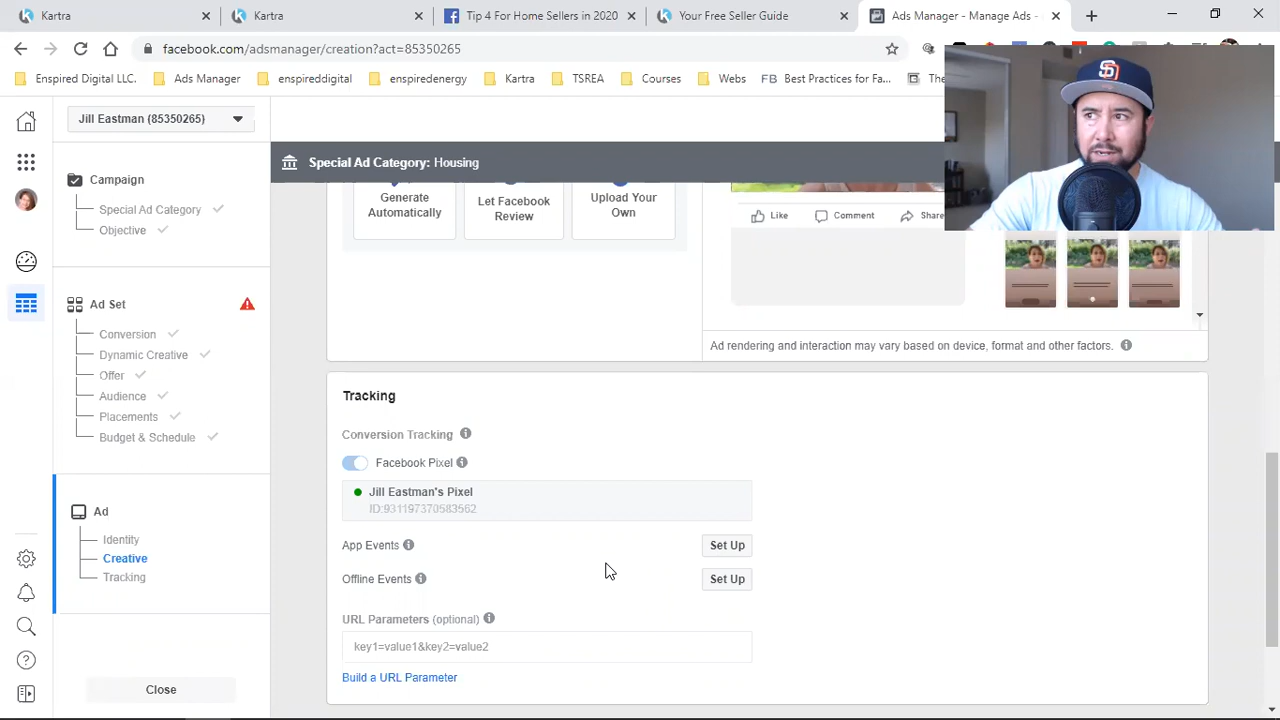 Kartra
Kartra
Tip 4 For Home Sellers in 2020
Your Free Seller Guide
Ads Manager - Manage Ads -
facebook.com/adsmanager/creation?act=85350265
Enspired Digital LLC.
Ads Manager
ensospireddigital
enspiredenergy
Kartra
TSREA
Courses
Webs
FB Best Practices for Fa...
The
Jill Eastman (85350265)
Special Ad Category: Housing
Campaign
Special Ad Category
Objective
Ad Set
Conversion
Dynamic Creative
Offer
Audience
Placements
Budget & Schedule
Ad
Identity
Creative
Tracking
Close
Generate
Automatically
Let Facebook
Review
Upload Your
Own
Like
Comment
Share
Ad rendering and interaction may vary based on device, format and other factors.
Tracking
Conversion Tracking
Facebook Pixel
Jill Eastman's Pixel
ID:931197370583562
App Events
Set Up
Offline Events
Set Up
URL Parameters (optional)
key1=value1&key2=value2
Build a URL Parameter
SD